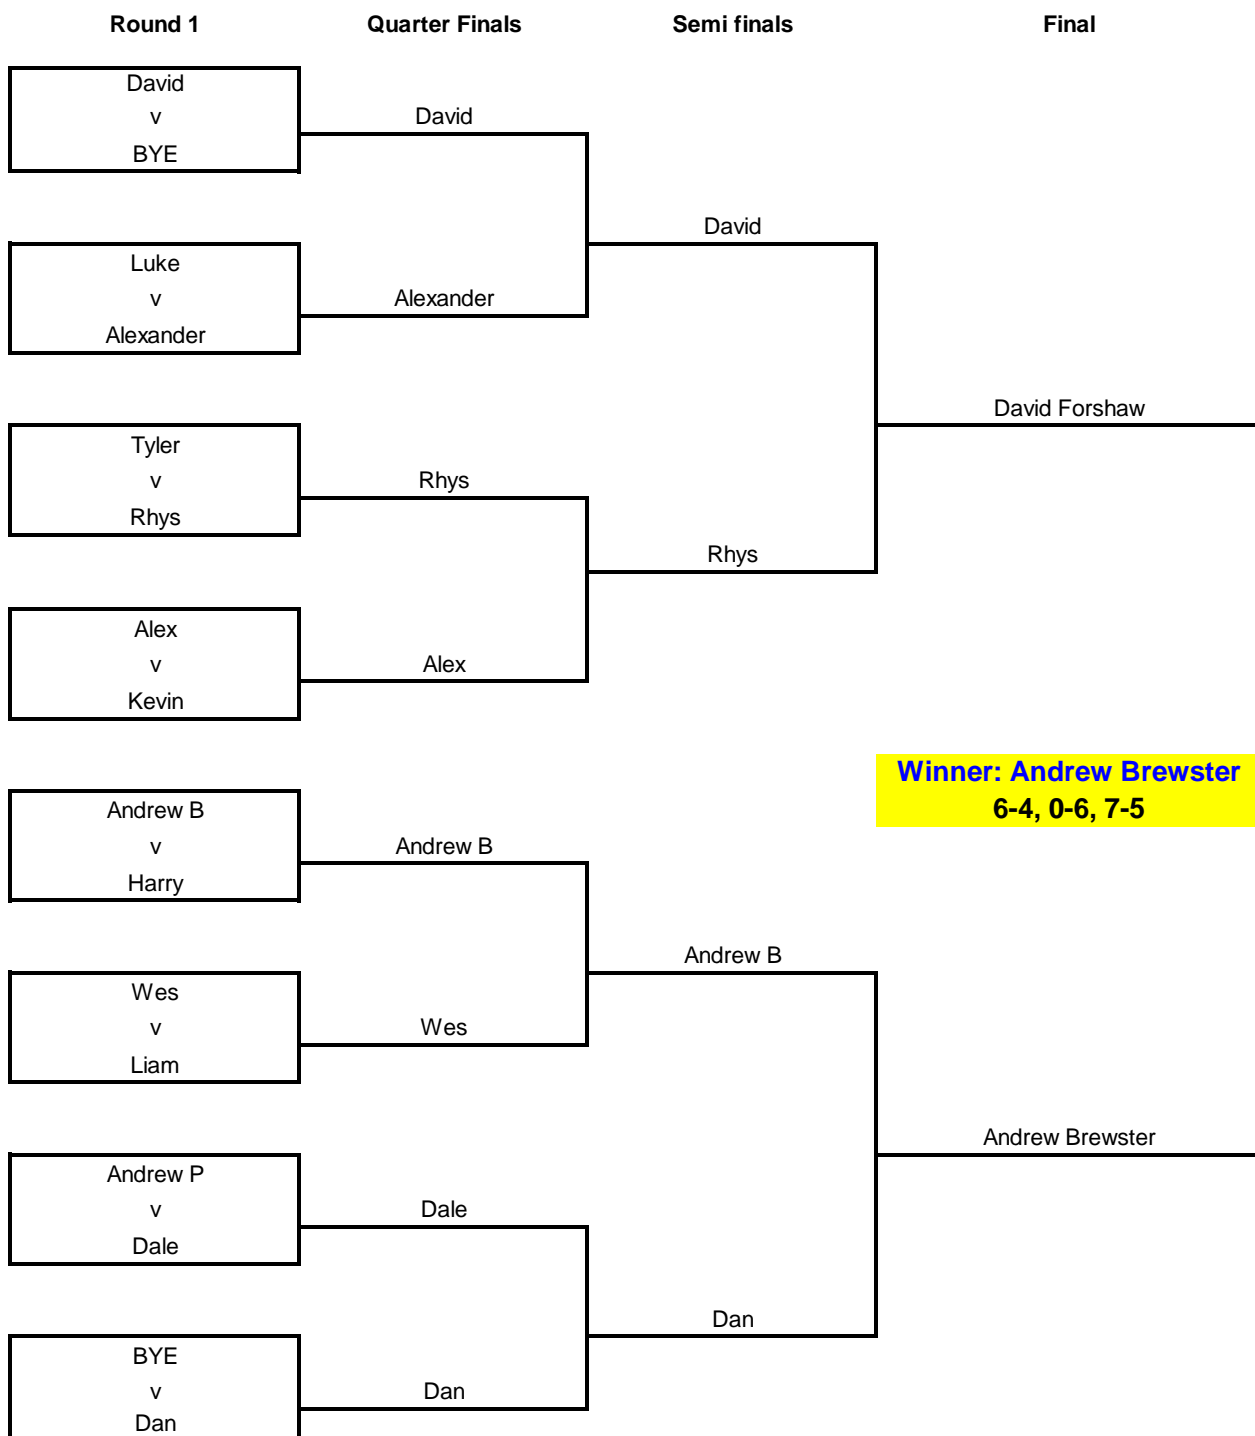 Round 1
Quarter Finals
Semi finals
Final
David
v
BYE
David
Luke
v
Alexander
Alexander
David
Tyler
v
Rhys
Rhys
David Forshaw
Alex
v
Kevin
Alex
Rhys
Winner: Andrew Brewster
6-4, 0-6, 7-5
Andrew B
v
Harry
Andrew B
Wes
v
Liam
Wes
Andrew B
Andrew P
v
Dale
Dale
Andrew Brewster
BYE
v
Dan
Dan
Dan